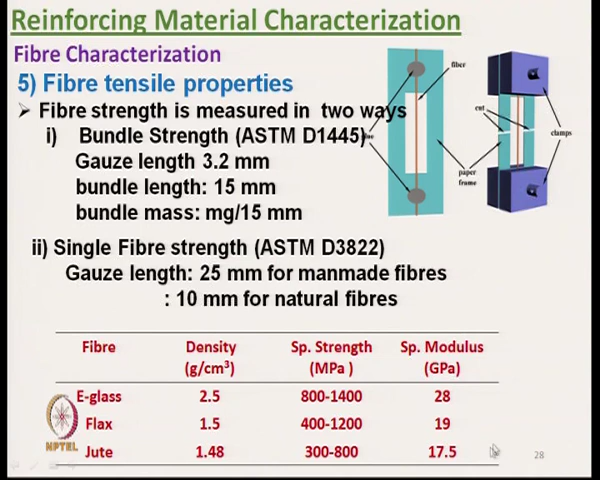 Reinforcing Material Characterization
Fibre Characterization
5) Fibre tensile properties
➤ Fibre strength is measured in two ways
i) Bundle Strength (ASTM D1445)
Gauze length 3.2 mm
bundle length: 15 mm
bundle mass: mg/15 mm
ii) Single Fibre strength (ASTM D3822)
Gauze length: 25 mm for manmade fibres
: 10 mm for natural fibres
fiber
paper frame
cut
clamps
Fibre Density (g/cm³) Sp. Strength (MPa ) Sp. Modulus (GPa)
E-glass 2.5 800-1400 28
Flax 1.5 400-1200 19
Jute 1.48 300-800 17.5
NPTEL
28